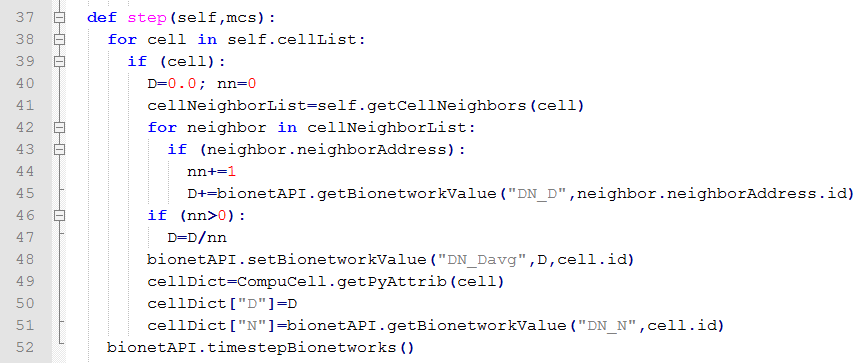 37 def step(self,mcs):
38 for cell in self.cellList:
39 if (cell):
40 D=0.0; nn=0
41 cellNeighborList=self.getCellNeighbors(cell)
42 for neighbor in cellNeighborList:
43 if (neighbor.neighborAddress):
44 nn+=1
45 D+=bionetAPI.getBionetworkValue("DN_D",neighbor.neighborAddress.id)
46 if (nn>0):
47 D=D/nn
48 bionetAPI.setBionetworkValue("DN_Davg",D,cell.id)
49 cellDict=CompuCell.getPyAttrib(cell)
50 cellDict["D"]=D
51 cellDict["N"]=bionetAPI.getBionetworkValue("DN_N",cell.id)
52 bionetAPI.timestepBionetworks()